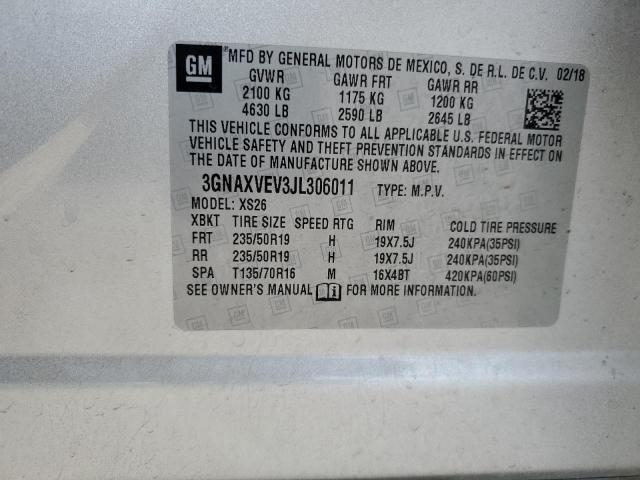 GM MFD BY GENERAL MOTORS DE MEXICO, S. DE R.L. DE C.V. 02/18
GVWR GAWR FRT GAWR RR
2100 KG 1175 KG 1200 KG
4630 LB 2590 LB 2645 LB
THIS VEHICLE CONFORMS TO ALL APPLICABLE U.S. FEDERAL MOTOR
VEHICLE SAFETY AND THEFT PREVENTION STANDARDS IN EFFECT ON
THE DATE OF MANUFACTURE SHOWN ABOVE.
3GNAXVEV3JL306011 TYPE: M.P.V.
MODEL: XS26
XBKT TIRE SIZE SPEED RTG RIM COLD TIRE PRESSURE
FRT 235/50R19 H 19X7.5J 240KPA(35PSI)
RR 235/50R19 H 19X7.5J 240KPA(35PSI)
SPA T135/70R16 M 16X4BT 420KPA(60PSI)
SEE OWNER'S MANUAL FOR MORE INFORMATION.